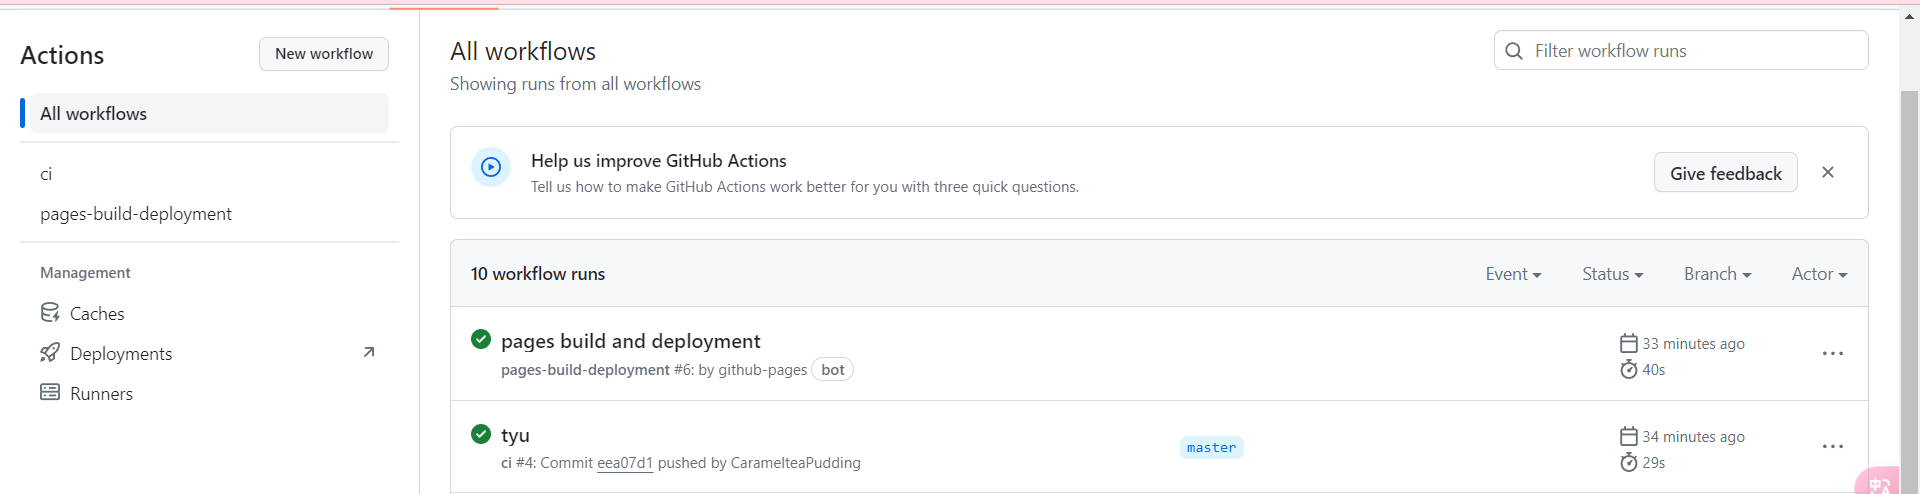 Actions
New workflow
All workflows
ci
pages-build-deployment
Management
Caches
Deployments
Runners
All workflows
Showing runs from all workflows
Filter workflow runs
Help us improve GitHub Actions
Tell us how to make GitHub Actions work better for you with three quick questions.
Give feedback
10 workflow runs
Event
Status
Branch
Actor
pages build and deployment
pages-build-deployment #6: by github-pages bot
33 minutes ago
40s
tyu
ci #4: Commit eea07d1 pushed by CaramelteaPudding
master
34 minutes ago
29s